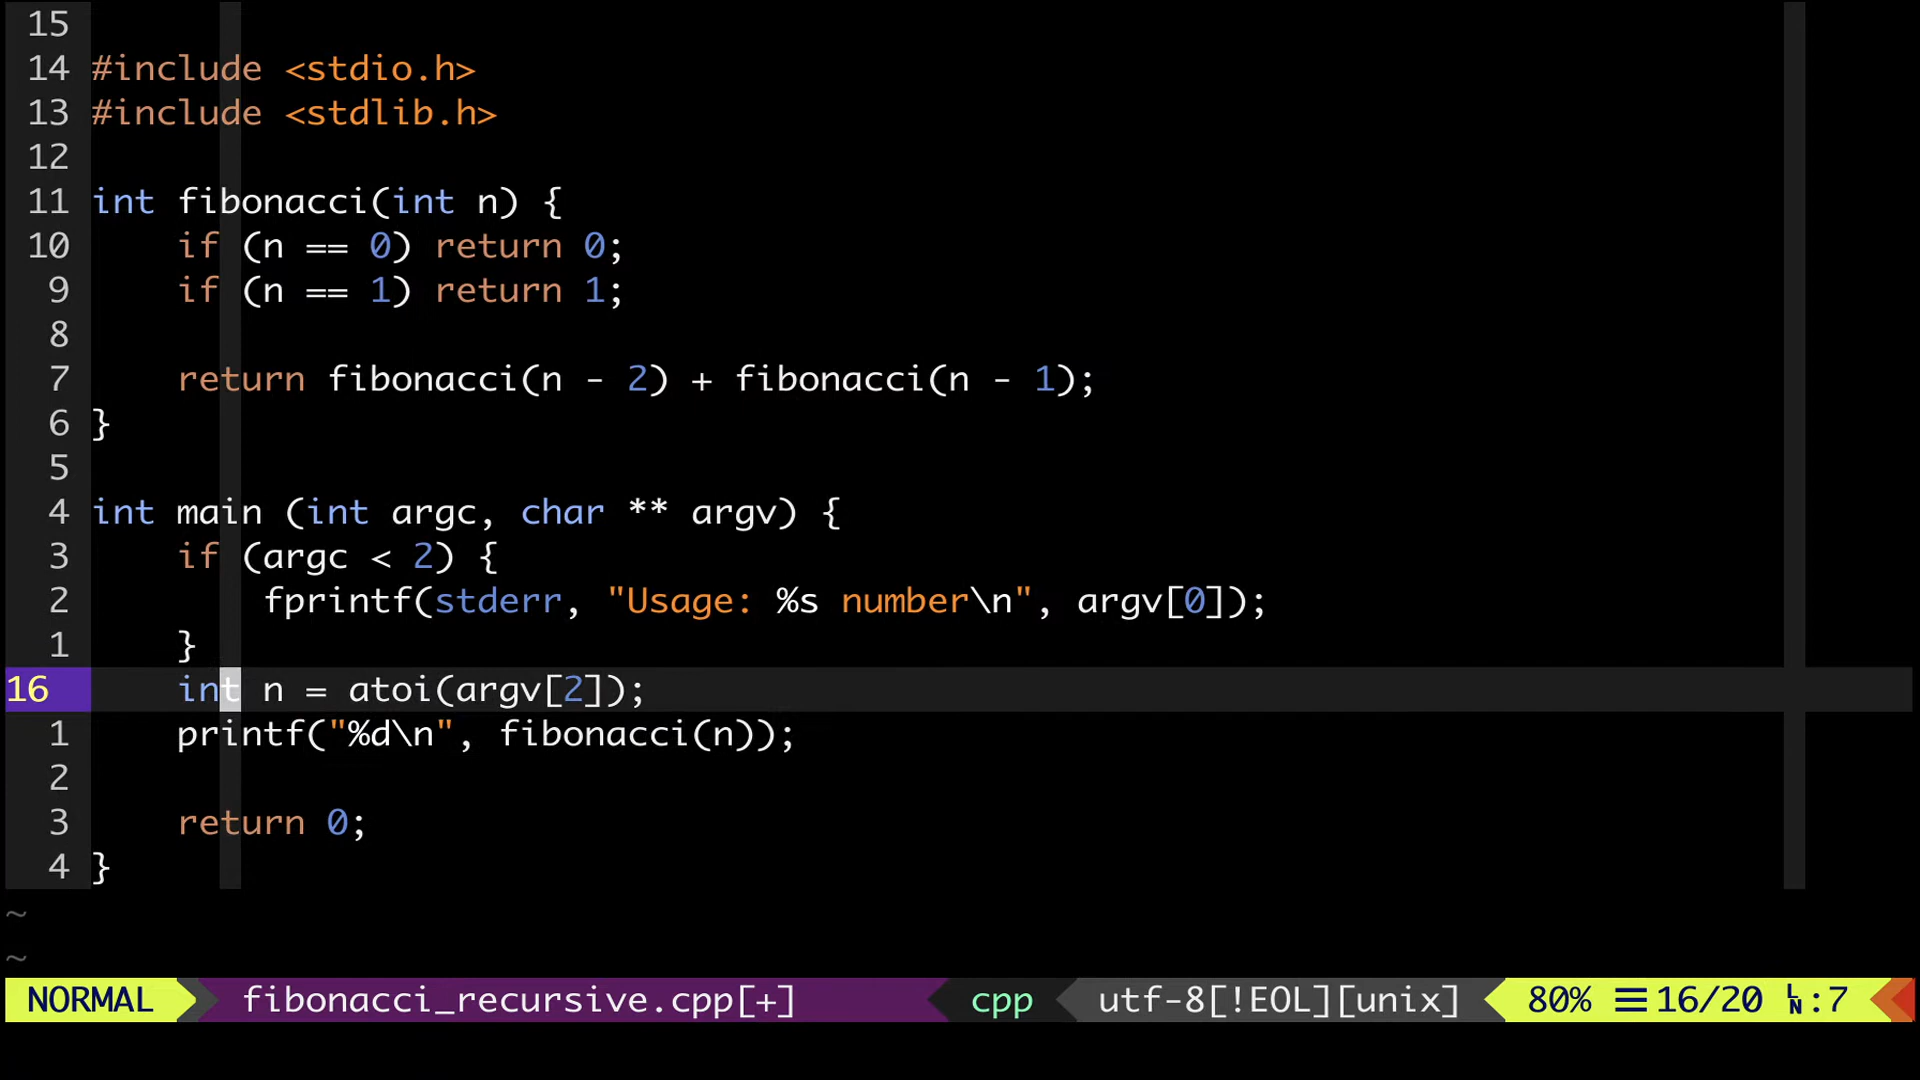 15
14 #include <stdio.h>
13 #include <stdlib.h>
12
11 int fibonacci(int n) {
10     if (n == 0) return 0;
9     if (n == 1) return 1;
8
7     return fibonacci(n - 2) + fibonacci(n - 1);
6 }
5
4 int main (int argc, char ** argv) {
3     if (argc < 2) {
2         fprintf(stderr, "Usage: %s number\n", argv[0]);
1     }
16     int n = atoi(argv[2]);
1     printf("%d\n", fibonacci(n));
2
3     return 0;
4 }
~
~
NORMAL fibonacci_recursive.cpp[+] cpp utf-8[!EOL][unix] 80% ☰ 16/20 ㏑:7